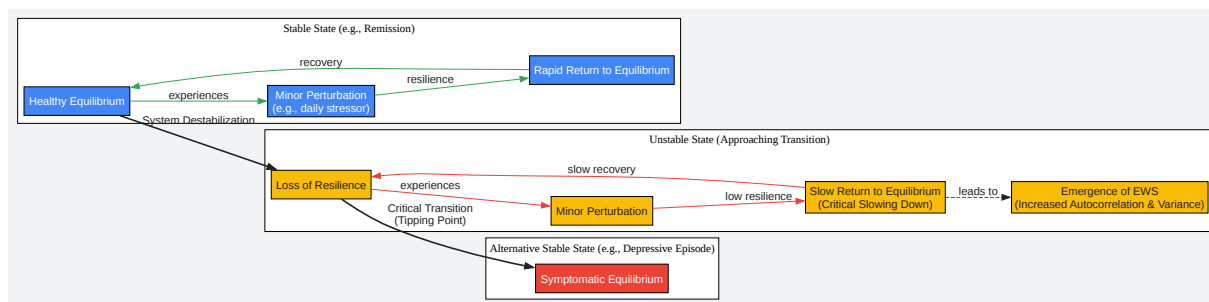 Stable State (e.g., Remission)
recovery
Rapid Return to Equilibrium
resilience
Healthy Equilibrium
experiences
Minor Perturbation
(e.g., daily stressor)
System Destabilization
Unstable State (Approaching Transition)
slow recovery
Loss of Resilience
experiences
Minor Perturbation
low resilience
Slow Return to Equilibrium
(Critical Slowing Down)
leads to
Emergence of EWS
(Increased Autocorrelation & Variance)
Critical Transition
(Tipping Point)
Alternative Stable State (e.g., Depressive Episode)
Symptomatic Equilibrium